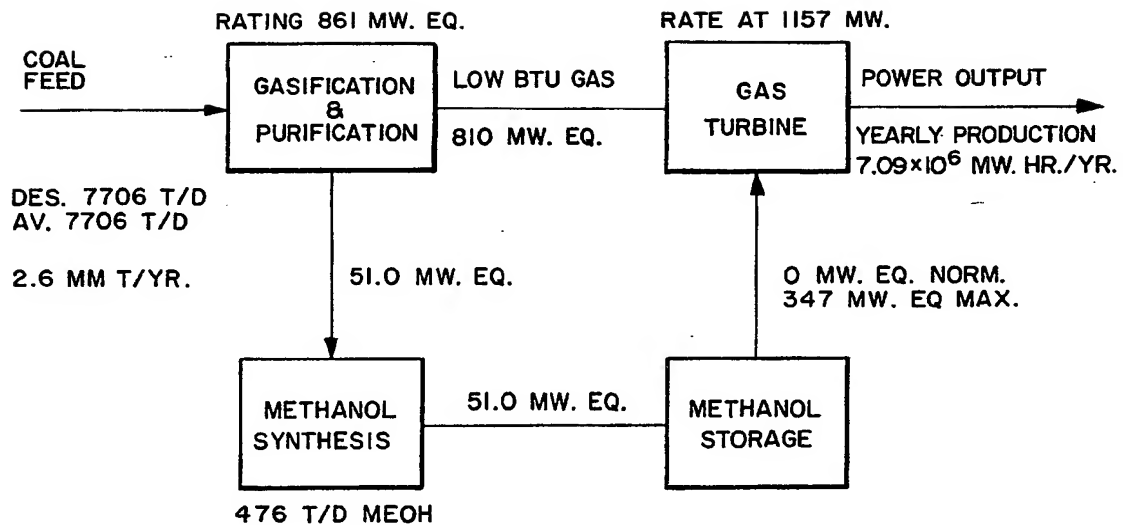 RATING 861 MW. EQ.
RATE AT 1157 MW.
COAL
FEED
GASIFICATION
&
PURIFICATION
LOW BTU GAS
810 MW. EQ.
GAS
TURBINE
POWER OUTPUT
YEARLY PRODUCTION
7.09×10⁶ MW. HR./YR.
DES. 7706 T/D
AV. 7706 T/D
2.6 MM T/YR.
51.0 MW. EQ.
0 MW. EQ. NORM.
347 MW. EQ MAX.
METHANOL
SYNTHESIS
51.0 MW. EQ.
METHANOL
STORAGE
476 T/D MEOH